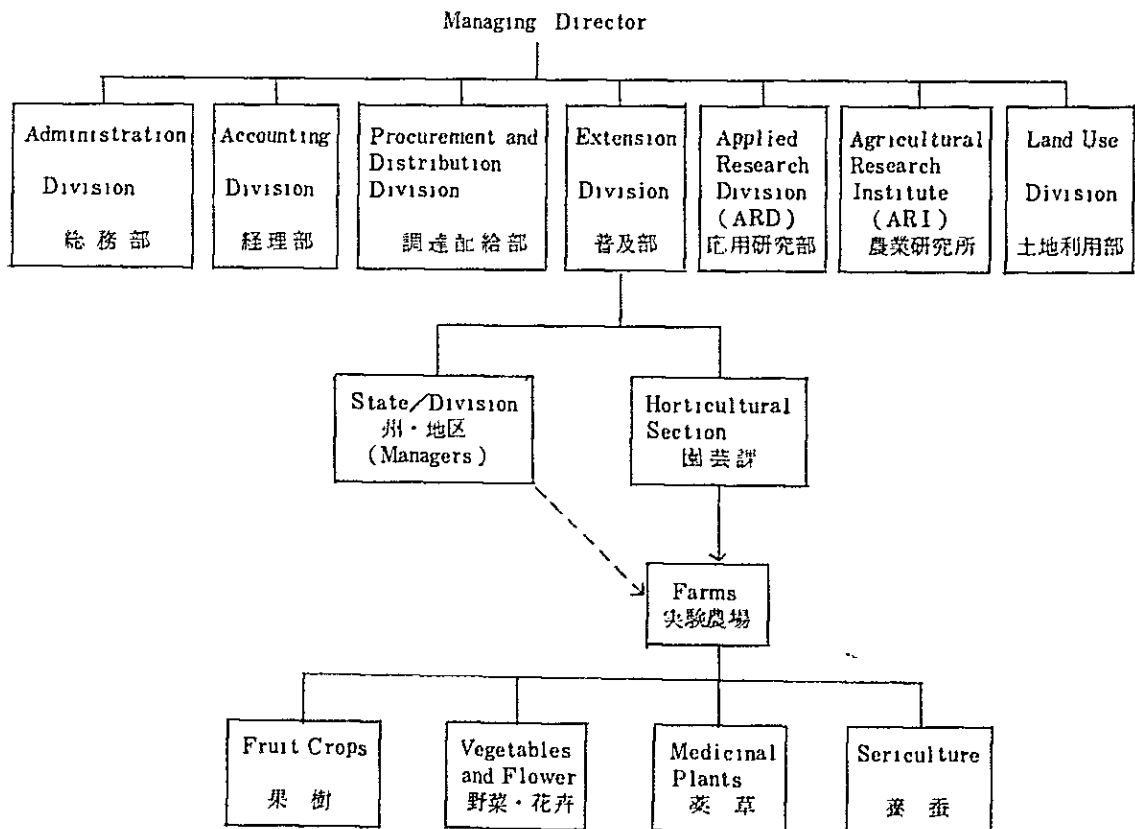 Managing Director
Administration
Division
総務部
Accounting
Division
経理部
Procurement and
Distribution
Division
調達配給部
Extension
Division
普及部
Applied
Research
Division
(ARD)
応用研究部
Agricultural
Research
Institute
(ARI)
農業研究所
Land Use
Division
土地利用部
State/Division
州・地区
(Managers)
Horticultural
Section
園芸課
Farms
実験農場
Fruit Crops
果樹
Vegetables
and Flower
野菜・花卉
Medicinal
Plants
薬草
Sericulture
養蚕